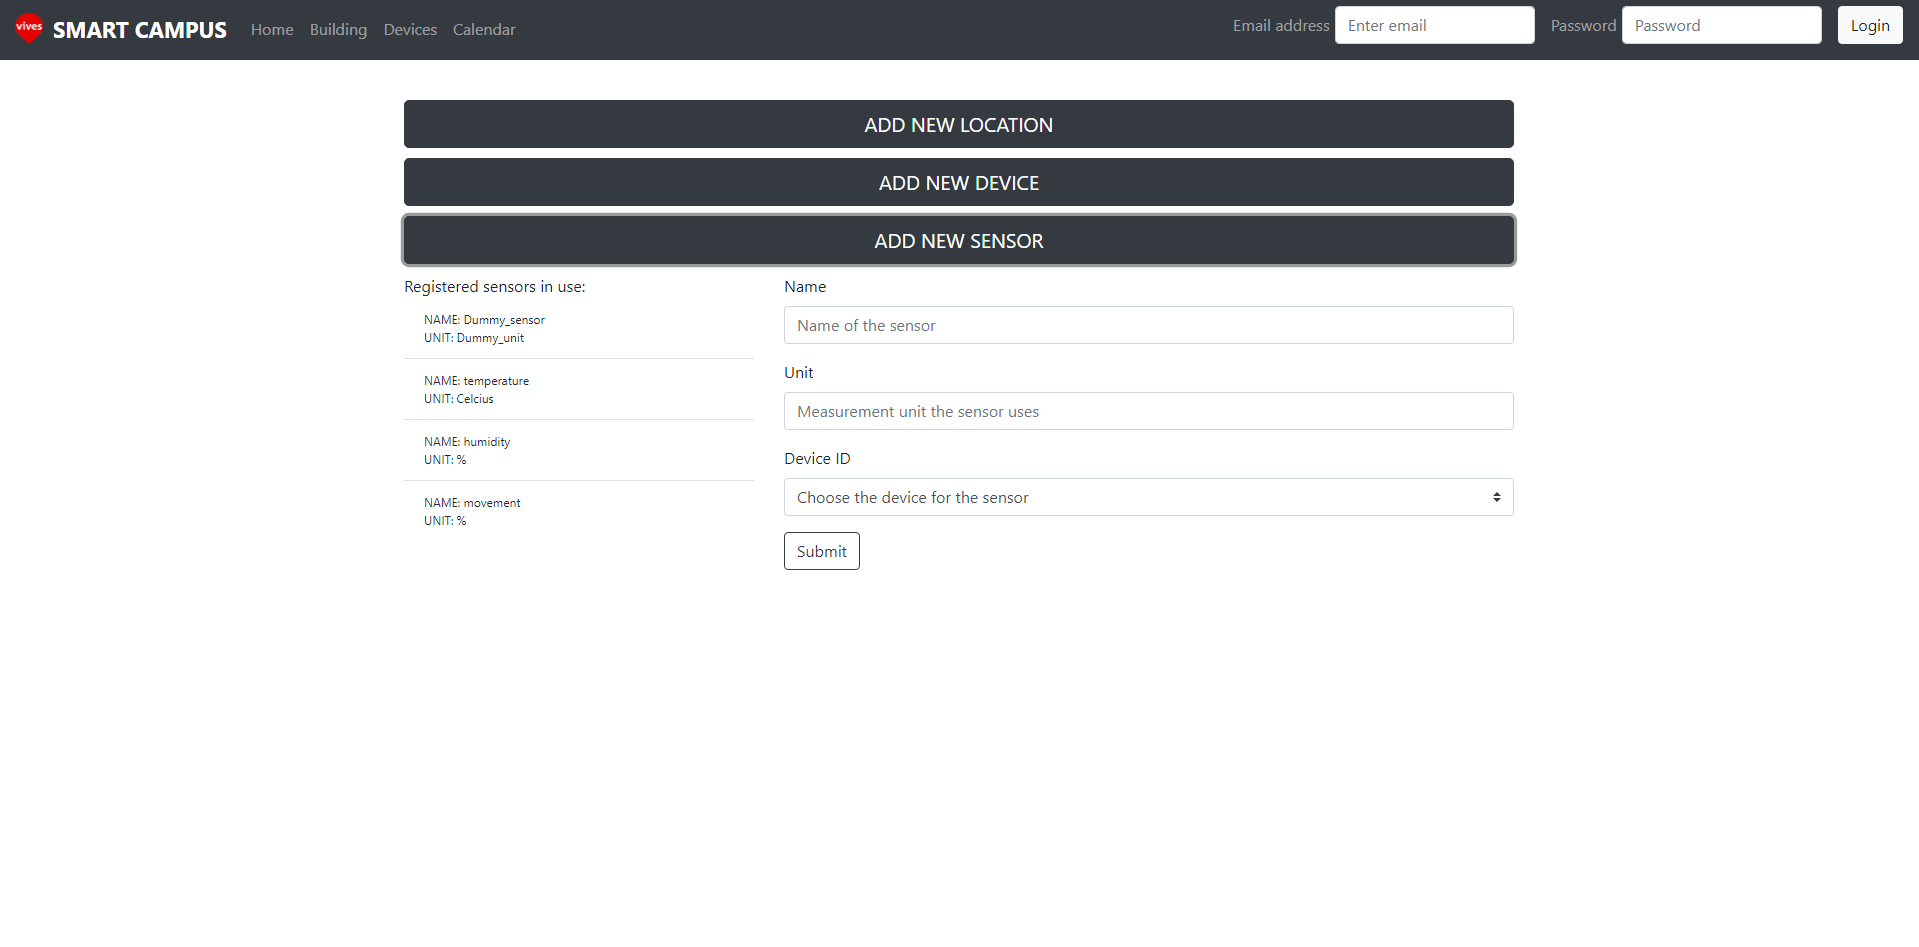 vives SMART CAMPUS Home Building Devices Calendar Email address Enter email Password Password Login
ADD NEW LOCATION
ADD NEW DEVICE
ADD NEW SENSOR
Registered sensors in use:
NAME: Dummy_sensor
UNIT: Dummy_unit
NAME: temperature
UNIT: Celcius
NAME: humidity
UNIT: %
NAME: movement
UNIT: %
Name
Name of the sensor
Unit
Measurement unit the sensor uses
Device ID
Choose the device for the sensor
Submit